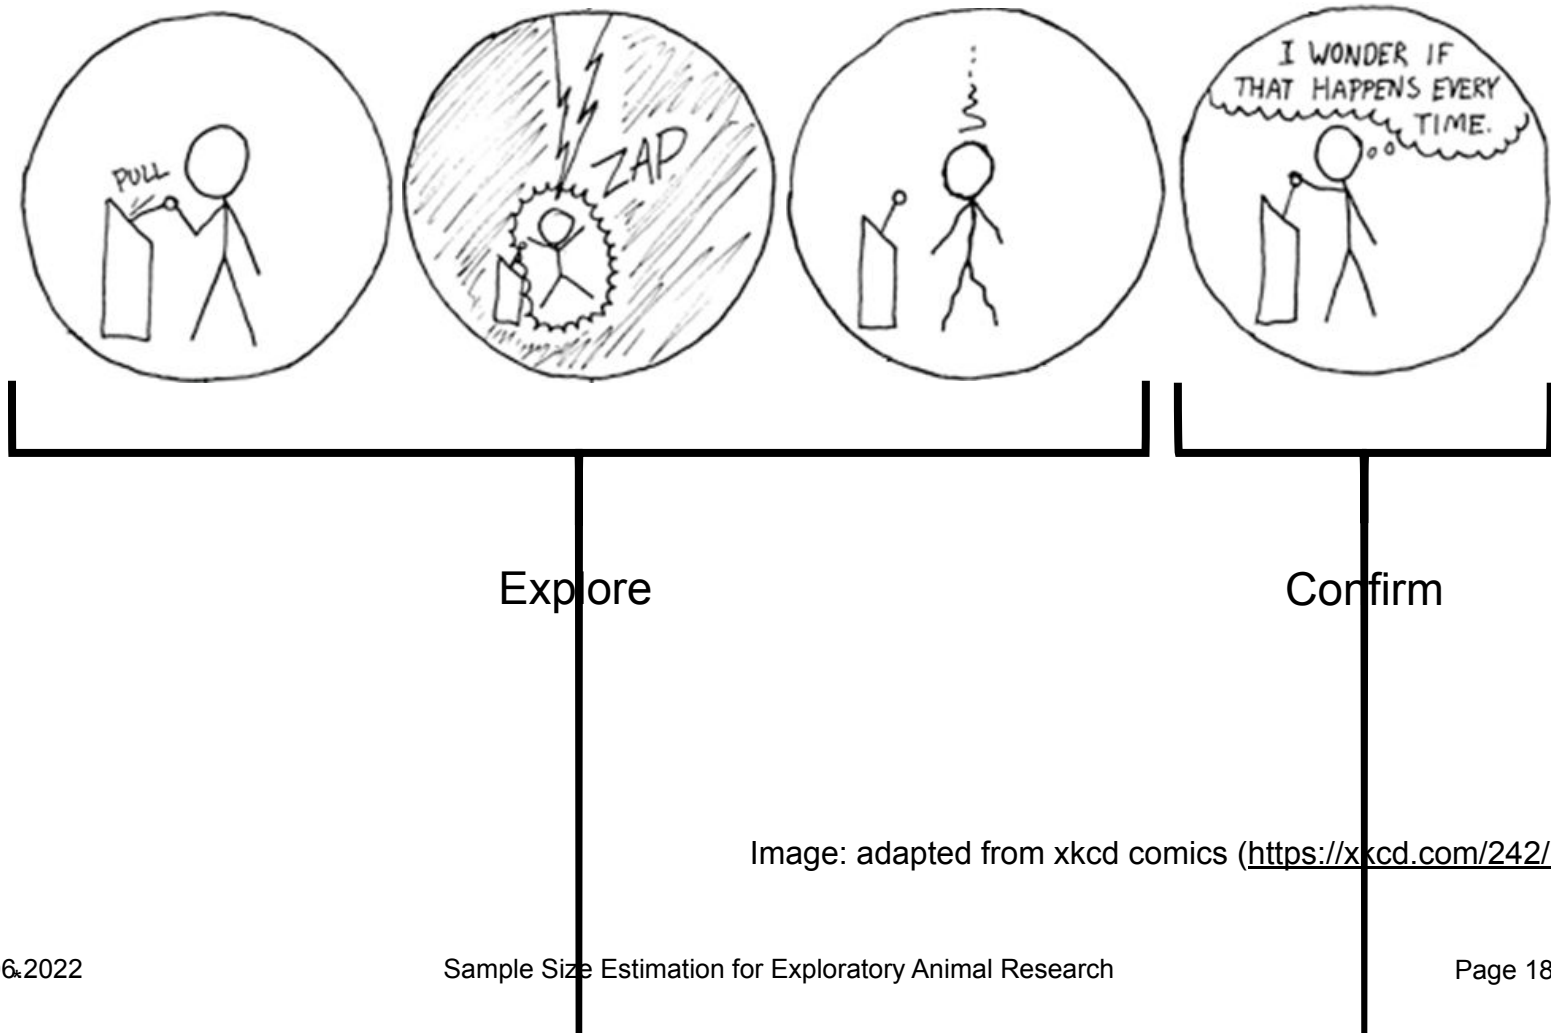 PULL
ZAP
I WONDER IF
THAT HAPPENS EVERY
TIME.
Explore
Confirm
Image: adapted from xkcd comics (https://xkcd.com/242/
6.2022
*
Sample Size Estimation for Exploratory Animal Research
Page 18